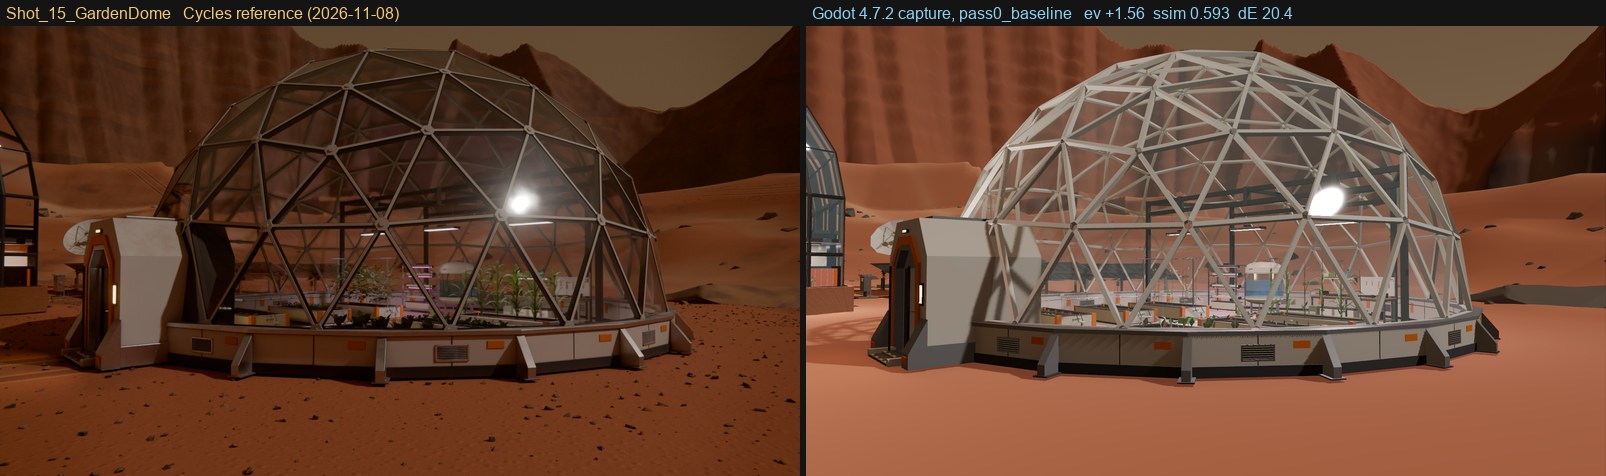 Shot_15_GardenDome Cycles reference (2026-11-08)
Godot 4.7.2 capture, pass0_baseline ev +1.56 ssim 0.593 dE 20.4